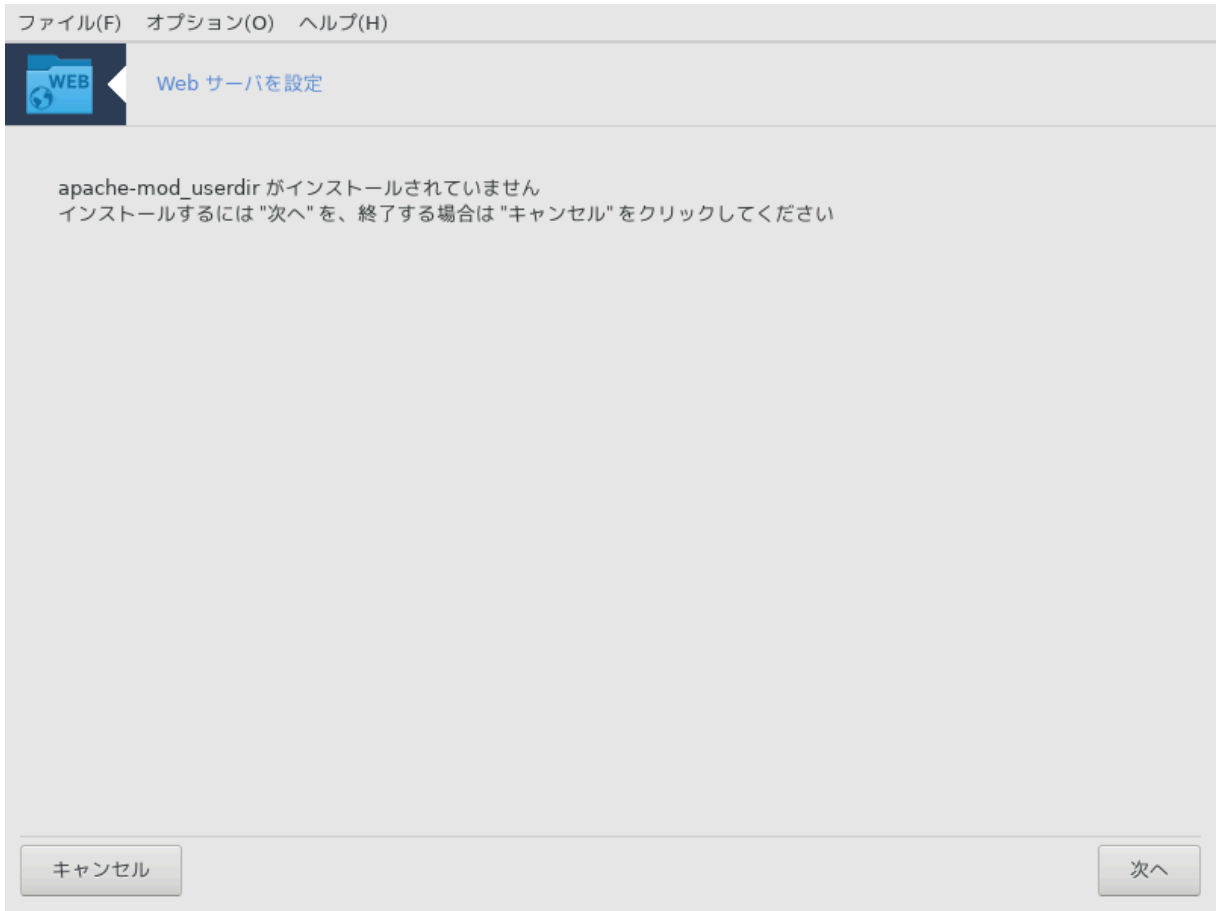 ファイル(F) オプション(O) ヘルプ(H)
WEB
Web サーバを設定
apache-mod_userdir がインストールされていません
インストールするには "次へ" を、終了する場合は "キャンセル" をクリックしてください
キャンセル 次へ